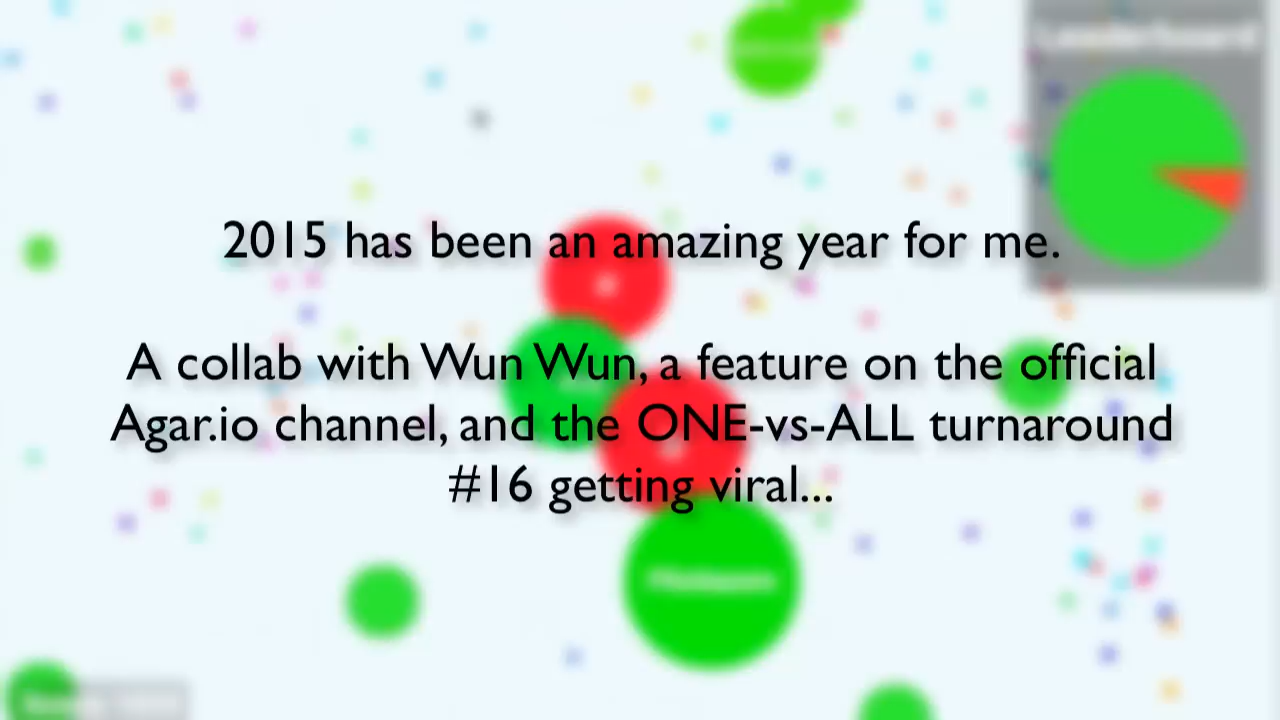 Leaderboard
2015 has been an amazing year for me.
A collab with Wun Wun, a feature on the official
Agar.io channel, and the ONE-vs-ALL turnaround
#16 getting viral...